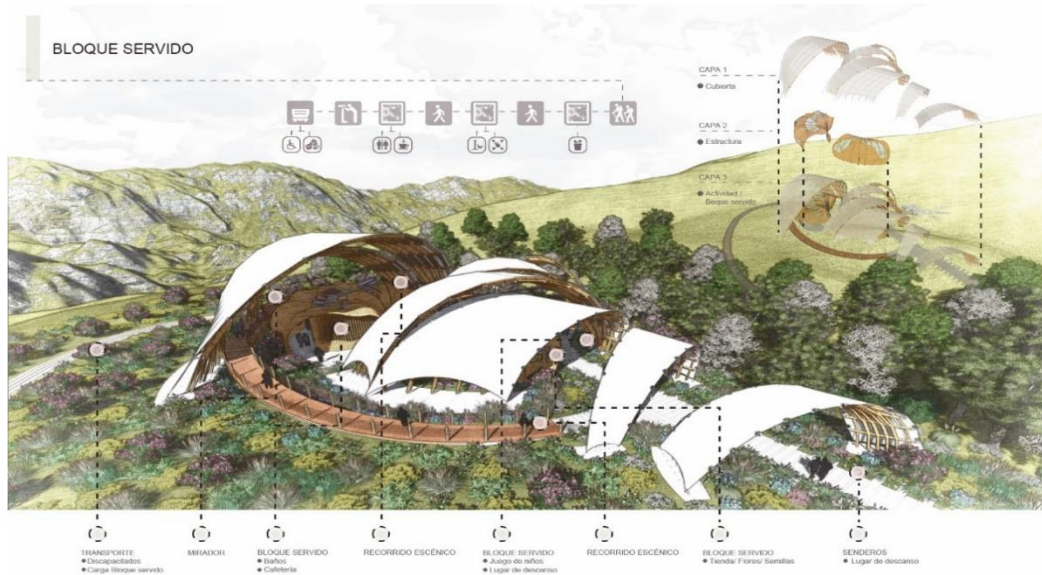 BLOQUE SERVIDO
CAPA 1
Cubierta
CAPA 2
Estructura
CAPA 3
Actividad /
Boque servido
TRANSPORTE
Discapacitados
Carga Bloque servido
MIRADOR
BLOQUE SERVIDO
Baños
Cafetería
RECORRIDO ESCÉNICO
BLOQUE SERVIDO
Juego de niños
Lugar de descanso
RECORRIDO ESCÉNICO
BLOQUE SERVIDO
Tienda/ Flores/ Semillas
SENDEROS
Lugar de descanso